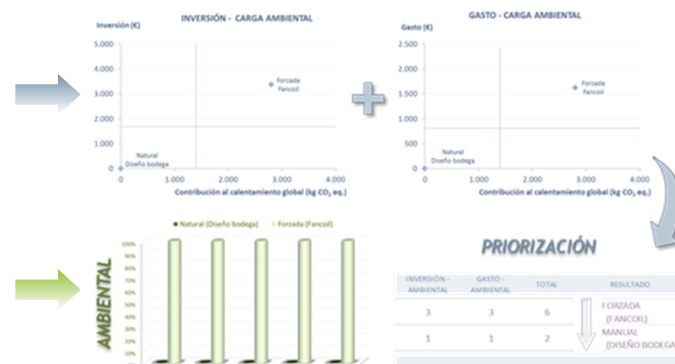 INVERSIÓN - CARGA AMBIENTAL
Inversión (€)
5.000
4.000
3.000
2.000
1.000
0
Forzada
Fancoil
Natural
Diseño bodega
0 1.000 2.000 3.000 4.000
Contribución al calentamiento global (kg CO₂ eq.)
GASTO - CARGA AMBIENTAL
Gasto (€)
2.500
2.000
1.500
1.000
500
0
Forzada
Fancoil
Natural
Diseño bodega
0 1.000 2.000 3.000 4.000
Contribución al calentamiento global (kg CO₂ eq.)
Natural (Diseño bodega) Forzada (Fancoil)
AMBIENTAL
100%
90%
80%
70%
60%
50%
40%
30%
20%
10%
0%
PRIORIZACIÓN
INVERSIÓN - AMBIENTAL GASTO - AMBIENTAL TOTAL RESULTADO
3 3 6 FORZADA (FANCOIL)
1 1 2 MANUAL (DISEÑO BODEGA